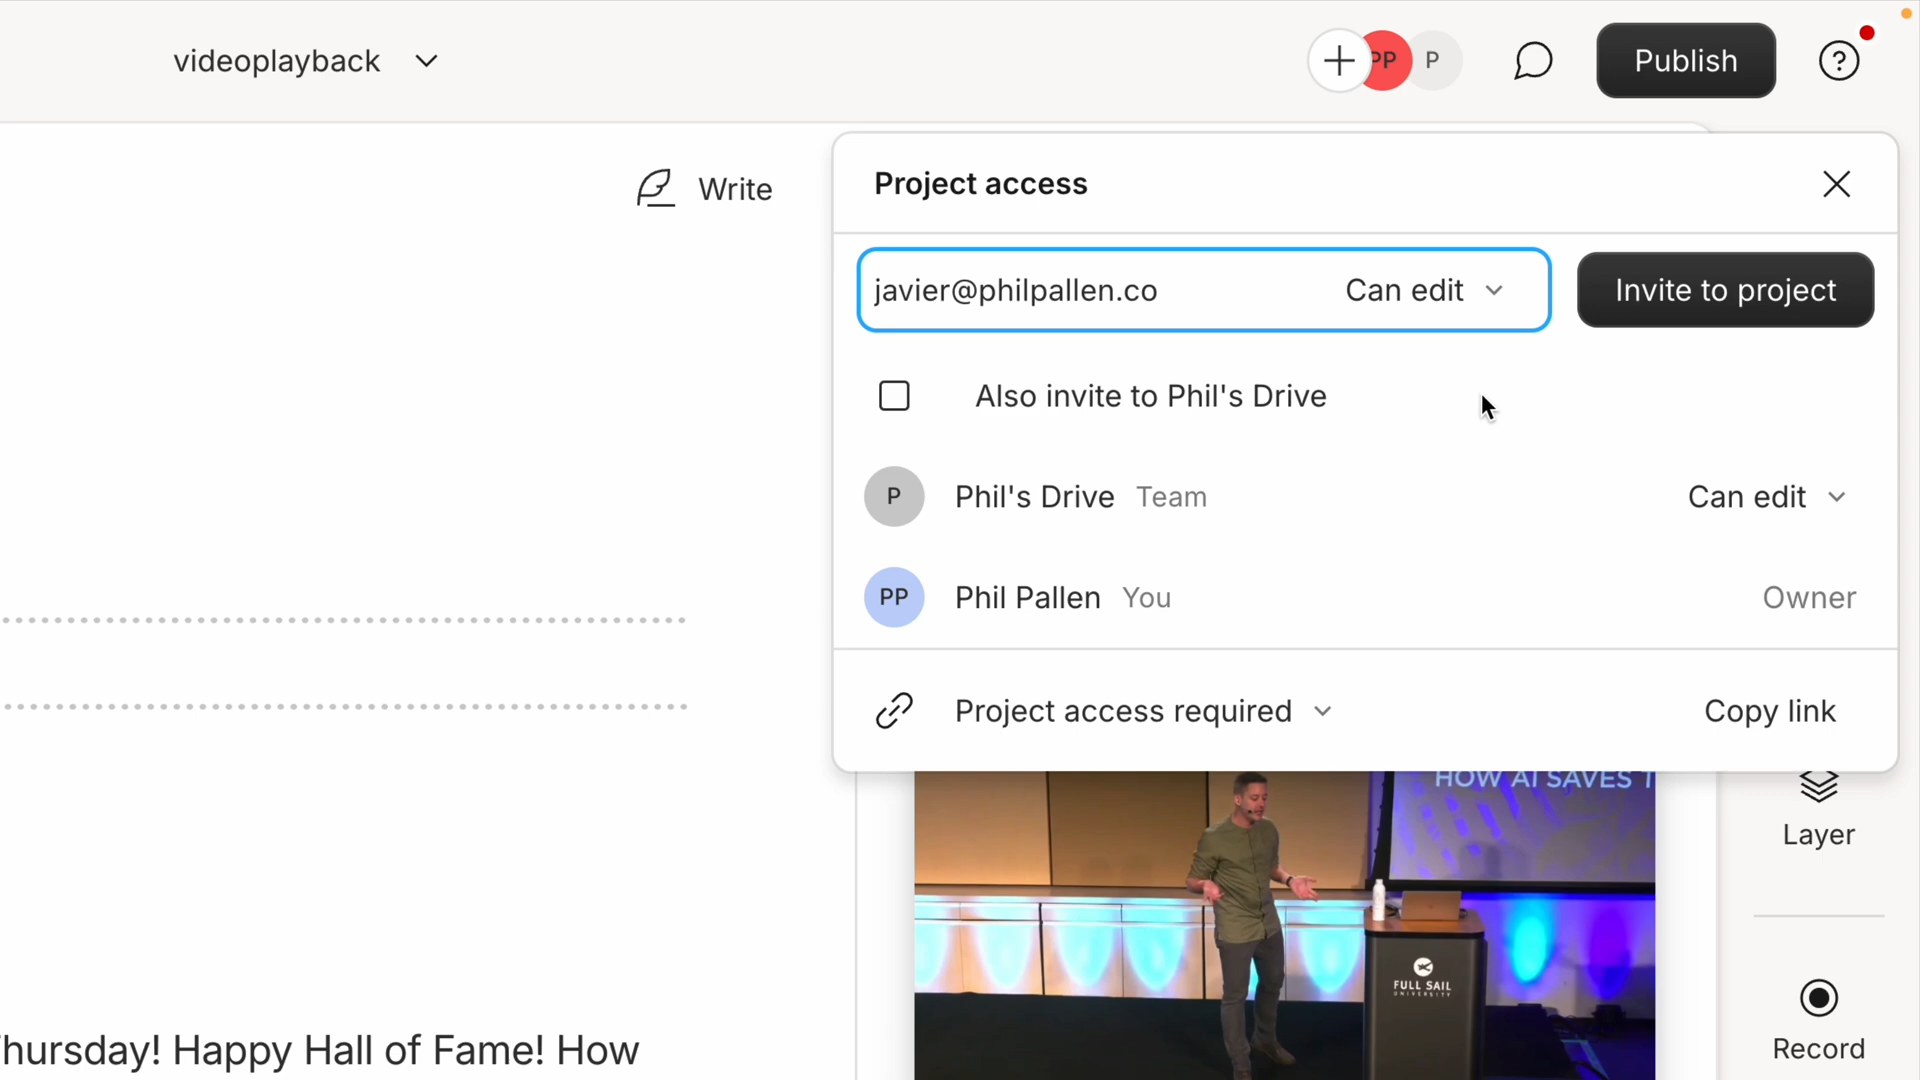 videoplayback
PP
P
Publish
?
Write
Project access
javier@philpallen.co
Can edit
Invite to project
Also invite to Phil's Drive
P
Phil's Drive
Team
Can edit
PP
Phil Pallen
You
Owner
Project access required
Copy link
HOW AI SAVES T
Layer
FULL SAIL
UNIVERSITY
hursday! Happy Hall of Fame! How
Record